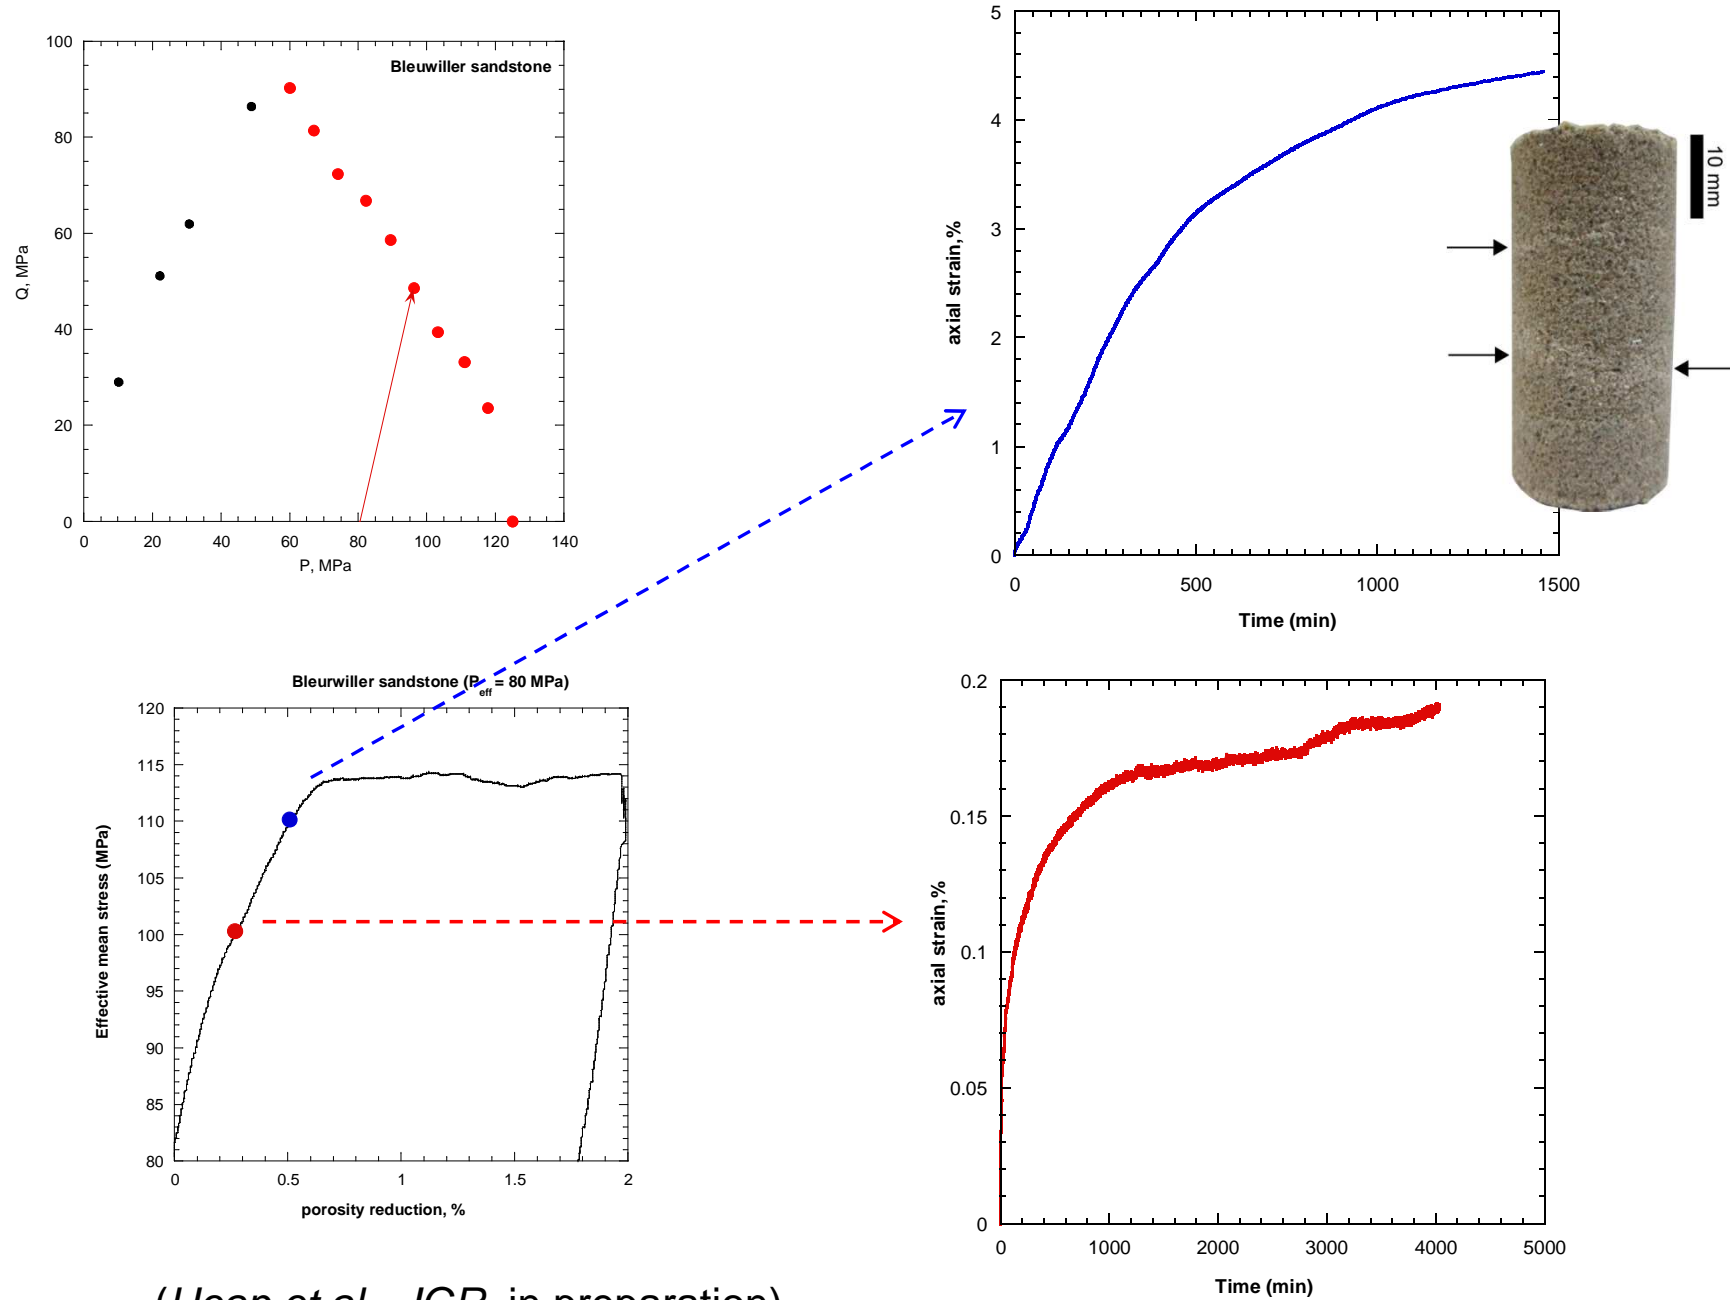 Bleuwiller sandstone
Q, MPa
100
80
60
40
20
0
0 20 40 60 80 100 120 140
P, MPa
axial strain,%
5
4
3
2
1
0
0 500 1000 1500
Time (min)
10 mm
Bleurwiller sandstone (Peff = 80 MPa)
Effective mean stress (MPa)
120
115
110
105
100
95
90
85
80
0 0.5 1 1.5 2
porosity reduction, %
axial strain,%
0.2
0.15
0.1
0.05
0
0 1000 2000 3000 4000 5000
Time (min)
in preparation)